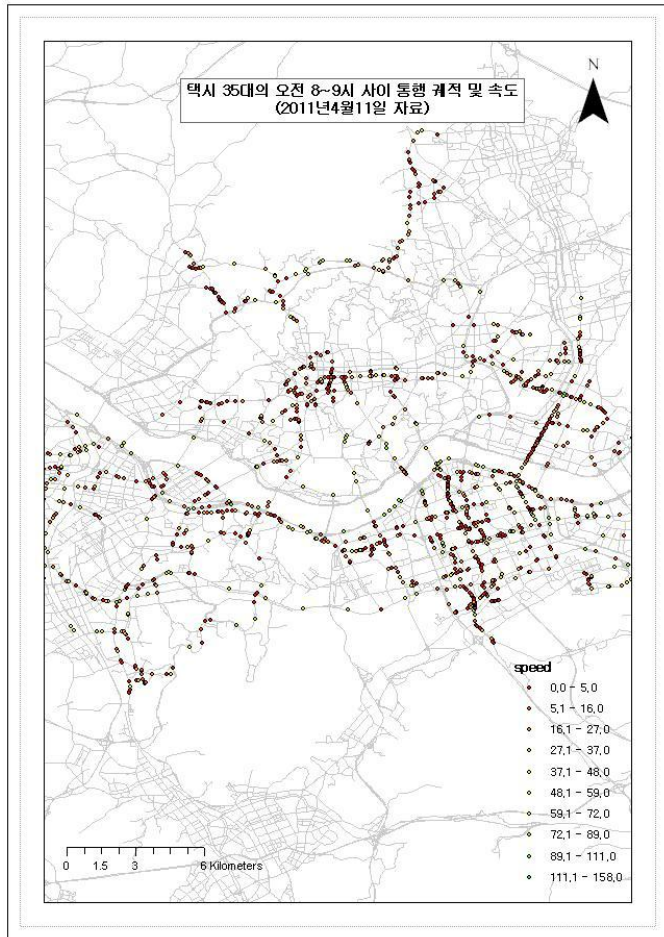 택시 35대의 오전 8~9시 사이 통행 궤적 및 속도
(2011년4월11일 자료)
N
speed
0,0 - 5,0
5,1 - 16,0
16,1 - 27,0
27,1 - 37,0
37,1 - 48,0
48,1 - 59,0
59,1 - 72,0
72,1 - 89,0
89,1 - 111,0
111,1 - 158,0
0 1.5 3 6 Kilometers